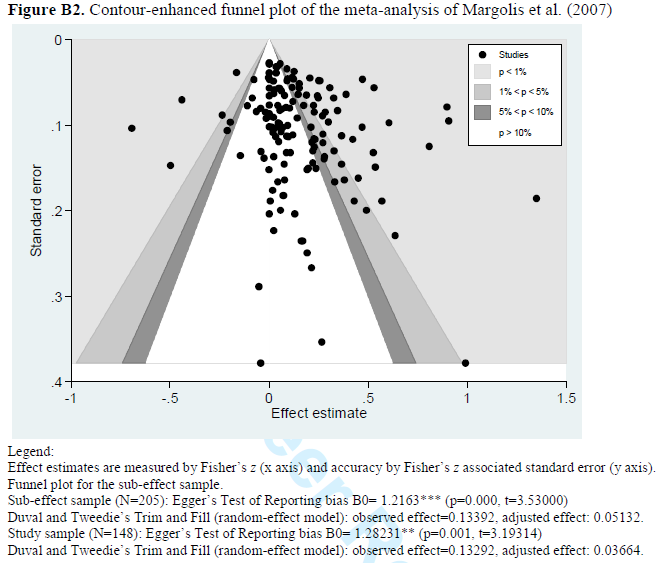 Figure B2. Contour-enhanced funnel plot of the meta-analysis of Margolis et al. (2007)
0
.1
.2
.3
.4
Standard error
-1
-.5
0
.5
1
1.5
Effect estimate
Studies
p < 1%
1% < p < 5%
5% < p < 10%
p > 10%
Legend:
Effect estimates are measured by Fisher's z (x axis) and accuracy by Fisher's z associated standard error (y axis).
Funnel plot for the sub-effect sample.
Sub-effect sample (N=205): Egger's Test of Reporting bias B0= 1.2163*** (p=0.000, t=3.53000)
Duval and Tweedie's Trim and Fill (random-effect model): observed effect=0.13392, adjusted effect: 0.05132.
Study sample (N=148): Egger's Test of Reporting bias B0= 1.28231** (p=0.001, t=3.19314)
Duval and Tweedie's Trim and Fill (random-effect model): observed effect=0.13292, adjusted effect: 0.03664.